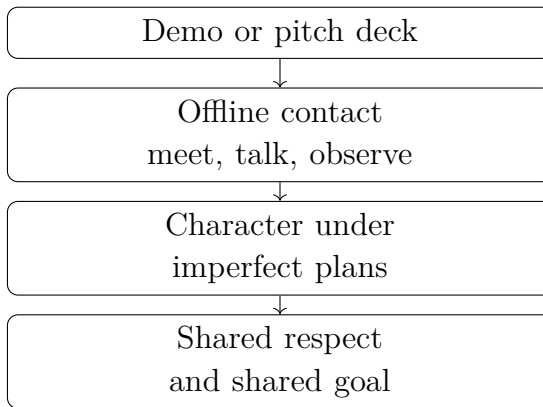 Demo or pitch deck
Offline contact
meet, talk, observe
Character under
imperfect plans
Shared respect
and shared goal